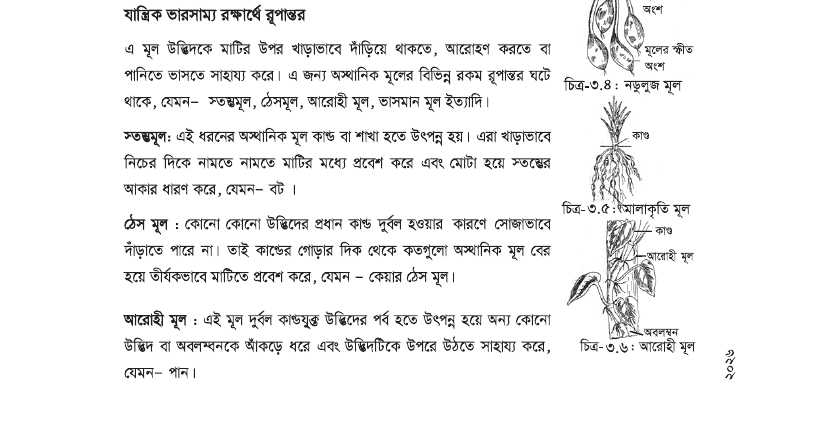 যান্ত্রিক ভারসাম্য রক্ষার্থে রূপান্তর
এ মূল উদ্ভিদকে মাটির উপর খাড়াভাবে দাঁড়িয়ে থাকতে, আরোহণ করতে বা
পানিতে ভাসতে সাহায্য করে। এ জন্য অস্থানিক মূলের বিভিন্ন রকম রূপান্তর ঘটে
থাকে, যেমন– স্তম্ভমূল, ঠেসমূল, আরোহী মূল, ভাসমান মূল ইত্যাদি।
স্তম্ভমূল: এই ধরনের অস্থানিক মূল কান্ড বা শাখা হতে উৎপন্ন হয়। এরা খাড়াভাবে
নিচের দিকে নামতে নামতে মাটির মধ্যে প্রবেশ করে এবং মোটা হয়ে স্তম্ভের
আকার ধারণ করে, যেমন– বট ।
ঠেস মূল : কোনো কোনো উদ্ভিদের প্রধান কান্ড দুর্বল হওয়ার কারণে সোজাভাবে
দাঁড়াতে পারে না। তাই কান্ডের গোড়ার দিক থেকে কতগুলো অস্থানিক মূল বের
হয়ে তীর্যকভাবে মাটিতে প্রবেশ করে, যেমন – কেয়ার ঠেস মূল।
আরোহী মূল : এই মূল দুর্বল কান্ডযুক্ত উদ্ভিদের পর্ব হতে উৎপন্ন হয়ে অন্য কোনো
উদ্ভিদ বা অবলম্বনকে আঁকড়ে ধরে এবং উদ্ভিদটিকে উপরে উঠতে সাহায্য করে,
যেমন– পান।
অংশ
মূলের স্ফীত
অংশ
চিত্র-৩.৪: নডুলুজ মূল
কান্ড
চিত্র-৩.৫: মালাকৃতি মূল
কান্ড
আরোহী মূল
অবলম্বন
চিত্র-৩.৬: আরোহী মূল
২০২৬